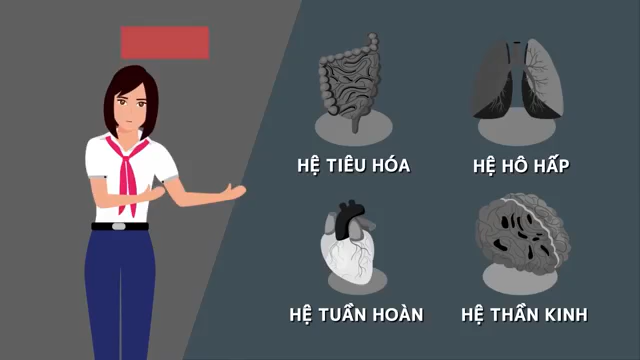 HỆ TIÊU HÓA
HỆ HÔ HẤP
HỆ TUẦN HOÀN
HỆ THẦN KINH